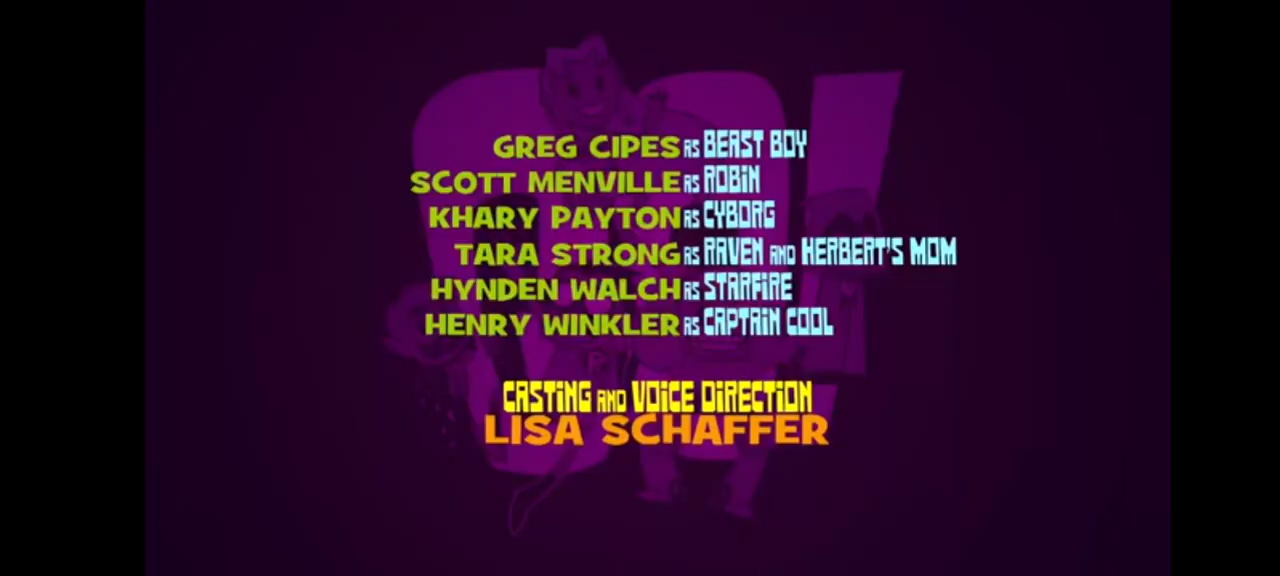 GREG CIPES AS BEAST BOY
SCOTT MENVILLE AS ROBIN
KHARY PAYTON AS CYBORG
TARA STRONG AS RAVEN AND HERBERT'S MOM
HYNDEN WALCH AS STARFIRE
HENRY WINKLER AS CAPTAIN COOL
CASTING AND VOICE DIRECTION
LISA SCHAFFER